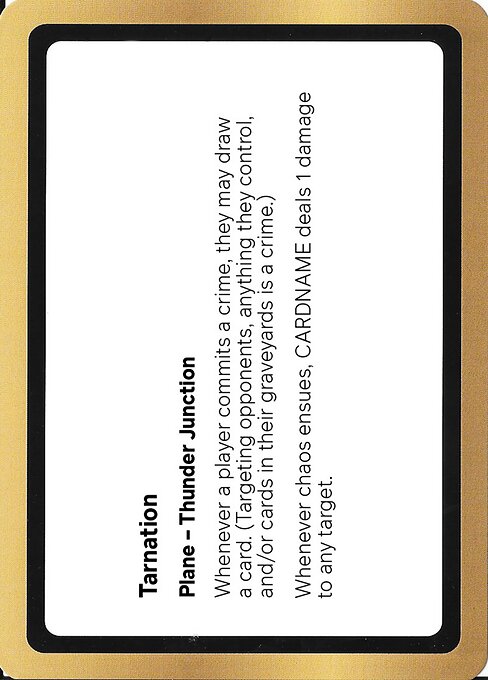 Tarnation
Plane – Thunder Junction
Whenever a player commits a crime, they may draw
a card. (Targeting opponents, anything they control,
and/or cards in their graveyards is a crime.)
Whenever chaos ensues, CARDNAME deals 1 damage
to any target.